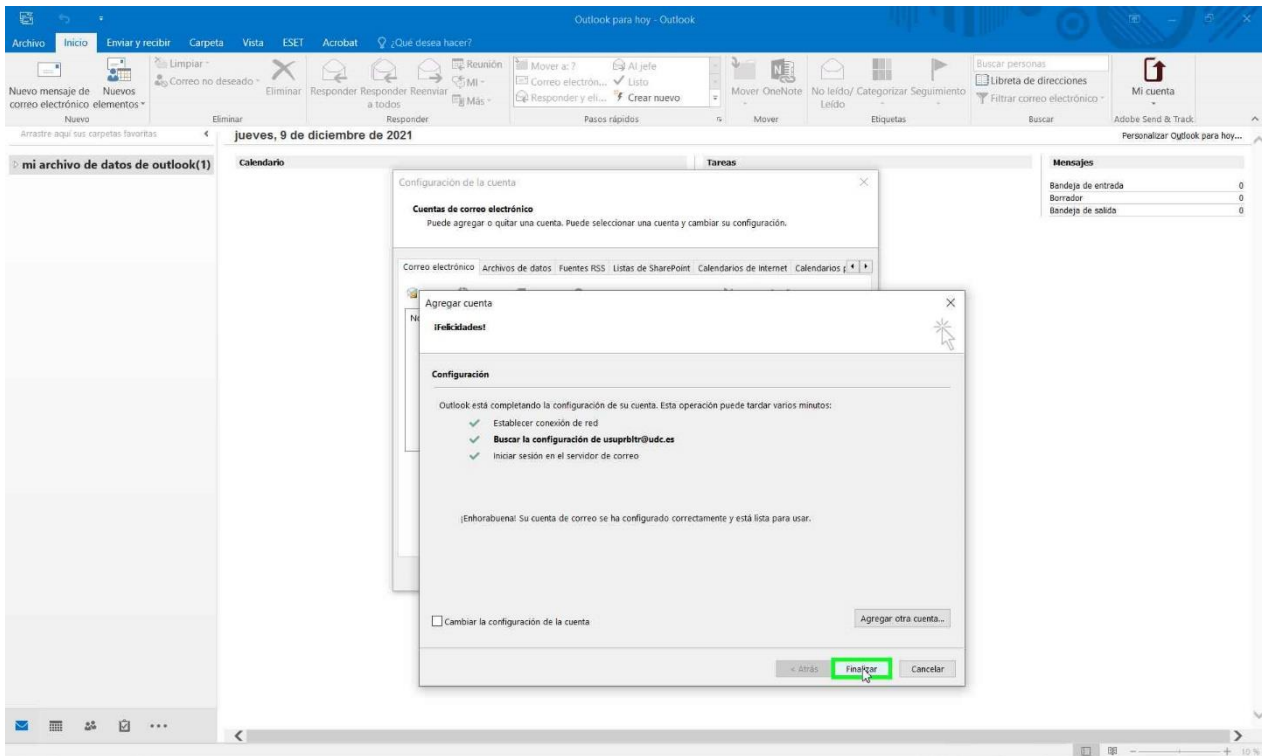 Outlook para hoy - Outlook
Archivo Inicio Enviar y recibir Carpeta Vista ESET Acrobat ¿Qué desea hacer?
Nuevo mensaje de correo electrónico
Nuevos elementos
Nuevo
Limpiar
Correo no deseado
Eliminar
Eliminar
Responder
Responder a todos
Reenviar
Reunión
MI
Más
Responder
Mover a: ?
Correo electrón...
Responder y eli...
Al jefe
Listo
Crear nuevo
Pasos rápidos
Mover
OneNote
Mover
No leído/ Leído
Categorizar
Seguimiento
Etiquetas
Buscar personas
Libreta de direcciones
Filtrar correo electrónico
Buscar
Mi cuenta
Adobe Send & Track
Arrastre aquí sus carpetas favoritas
mi archivo de datos de outlook(1)
jueves, 9 de diciembre de 2021
Personalizar Outlook para hoy...
Calendario
Tareas
Mensajes
Bandeja de entrada 0
Borrador 0
Bandeja de salida 0
Configuración de la cuenta
Cuentas de correo electrónico
Puede agregar o quitar una cuenta. Puede seleccionar una cuenta y cambiar su configuración.
Correo electrónico Archivos de datos Fuentes RSS Listas de SharePoint Calendarios de Internet Calendarios
Agregar cuenta
¡Felicidades!
Configuración
Outlook está completando la configuración de su cuenta. Esta operación puede tardar varios minutos:
Establecer conexión de red
Buscar la configuración de usuprbltr@udc.es
Iniciar sesión en el servidor de correo
¡Enhorabuena! Su cuenta de correo se ha configurado correctamente y está lista para usar.
Cambiar la configuración de la cuenta
Agregar otra cuenta...
< Atrás Finalizar Cancelar
10 %